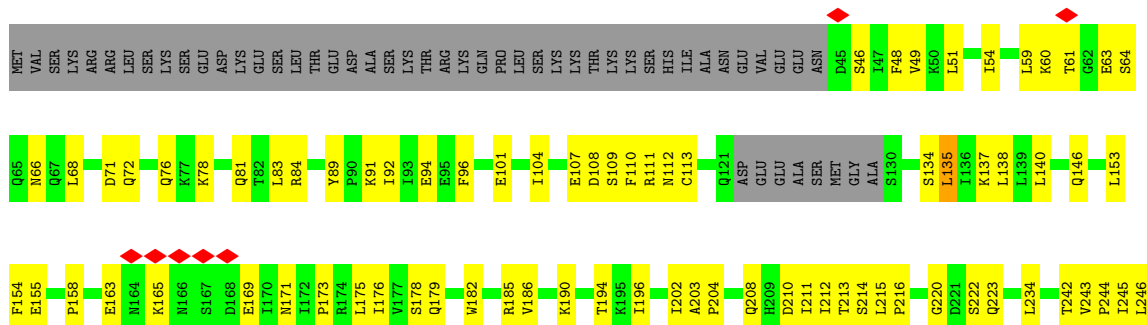 MET VAL SER LYS ARG ARG LEU SER LYS SER GLU ASP LYS GLU SER LEU THR GLU ASP ALA SER LYS THR ARG LYS GLN PRO LEU SER LYS LYS THR LYS LYS SER HIS ILE ALA ASN GLU VAL GLU GLU ASN D45 S46 I47 F48 V49 K50 L51 I54 L59 K60 T61 G62 E63 S64
Q65 N66 Q67 L68 D71 Q72 Q76 K77 K78 Q81 T82 L83 R84 Y89 P90 K91 I92 I93 E94 E95 F96 E101 I104 E107 D108 S109 F110 R111 N112 C113 Q121 ASP GLU GLU ALA SER MET GLY ALA S130 S134 L135 I136 K137 L138 L139 L140 Q146 L153
F154 E155 P158 E163 N164 K165 N166 S167 D168 E169 I170 N171 I172 P173 R174 L175 I176 V177 S178 Q179 W182 R185 V186 K190 T194 K195 I196 I202 A203 P204 Q208 H209 D210 I211 I212 T213 S214 L215 P216 G220 D221 S222 Q223 L234 T242 V243 P244 I245 L246